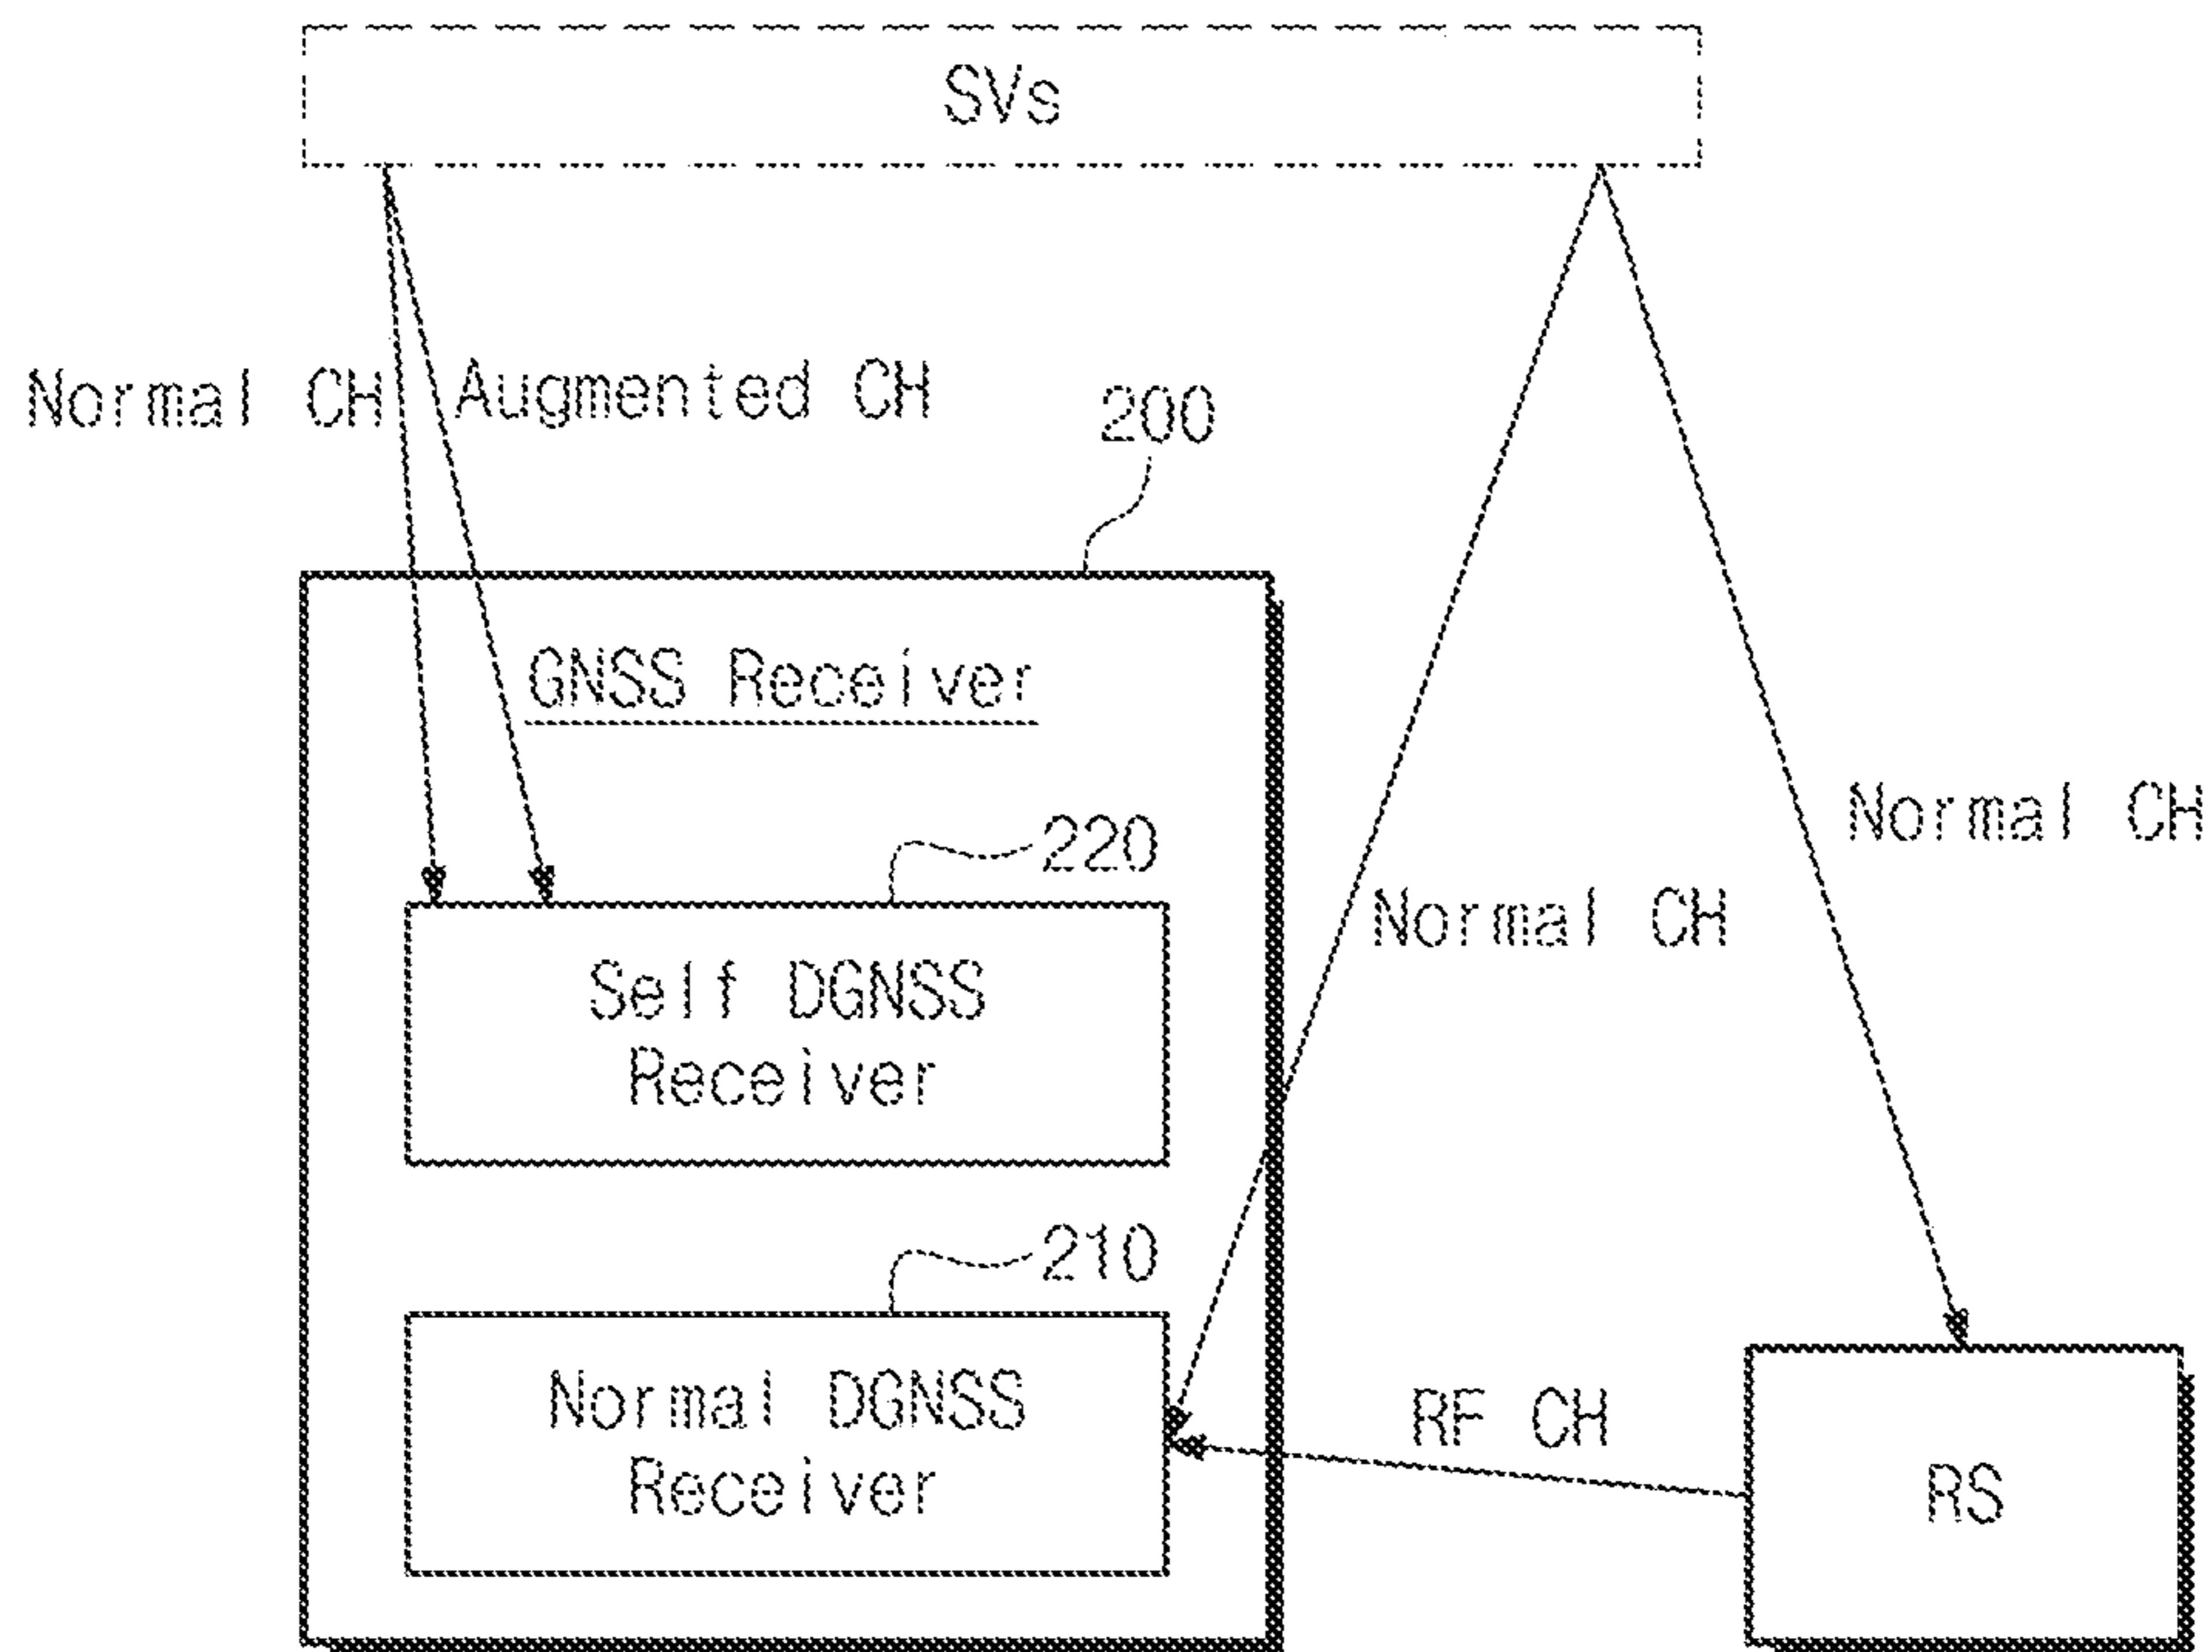 SVs
Normal CH
Augmented CH
200
GNSS Receiver
220
Normal CH
Normal CH
Self DGNSS
Receiver
210
Normal DGNSS
Receiver
RF CH
RS